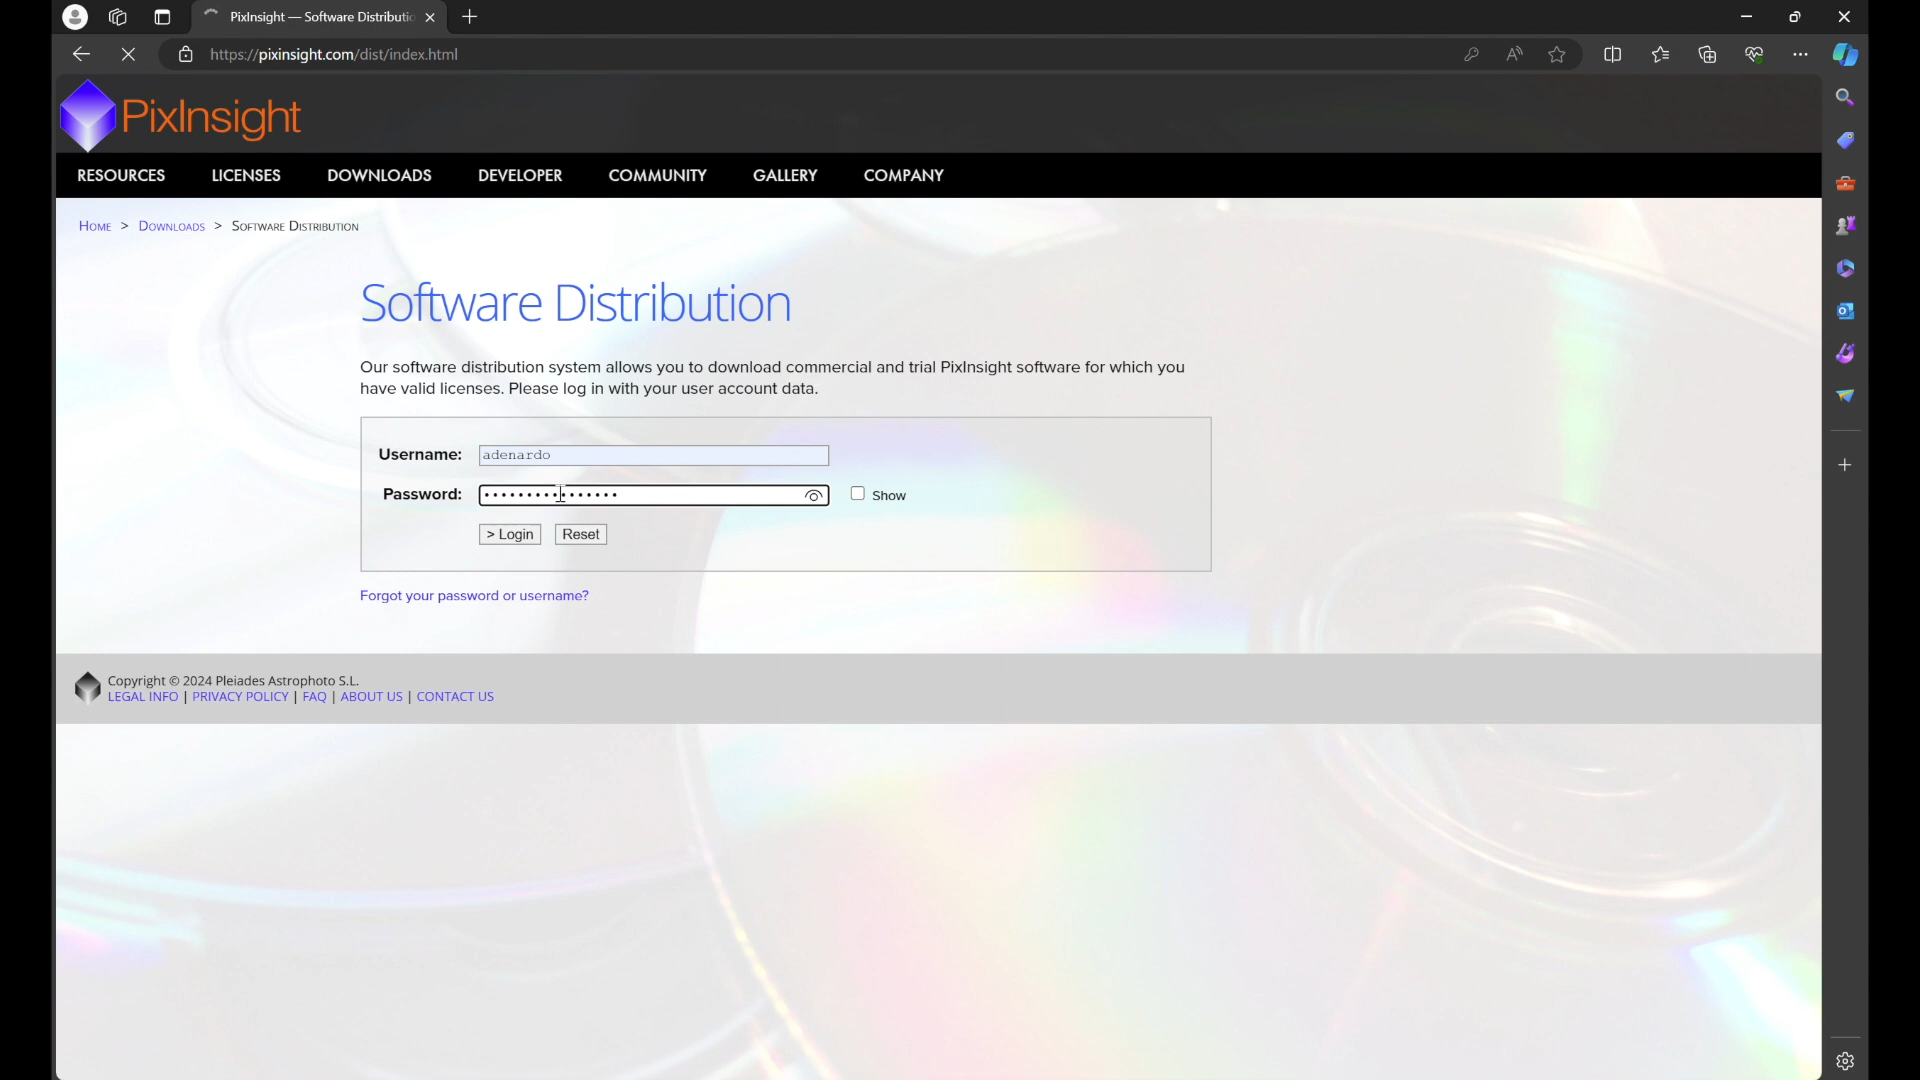 PixInsight — Software Distributi
https://pixinsight.com/dist/index.html
PixInsight
RESOURCES LICENSES DOWNLOADS DEVELOPER COMMUNITY GALLERY COMPANY
Home > Downloads > Software Distribution
Software Distribution
Our software distribution system allows you to download commercial and trial PixInsight software for which you
have valid licenses. Please log in with your user account data.
Username: adenardo
Password: •••••••••••••••• Show
> Login Reset
Forgot your password or username?
Copyright © 2024 Pleiades Astrophoto S.L.
LEGAL INFO | PRIVACY POLICY | FAQ | ABOUT US | CONTACT US